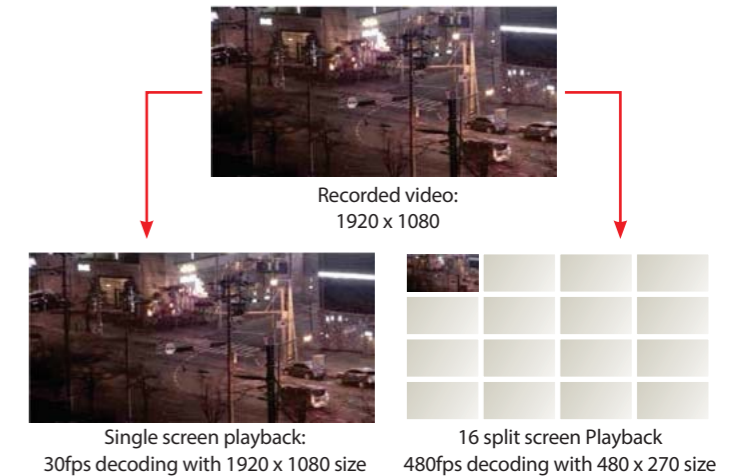 Recorded video:
1920 x 1080
Single screen playback:
30fps decoding with 1920 x 1080 size
16 split screen Playback
480fps decoding with 480 x 270 size